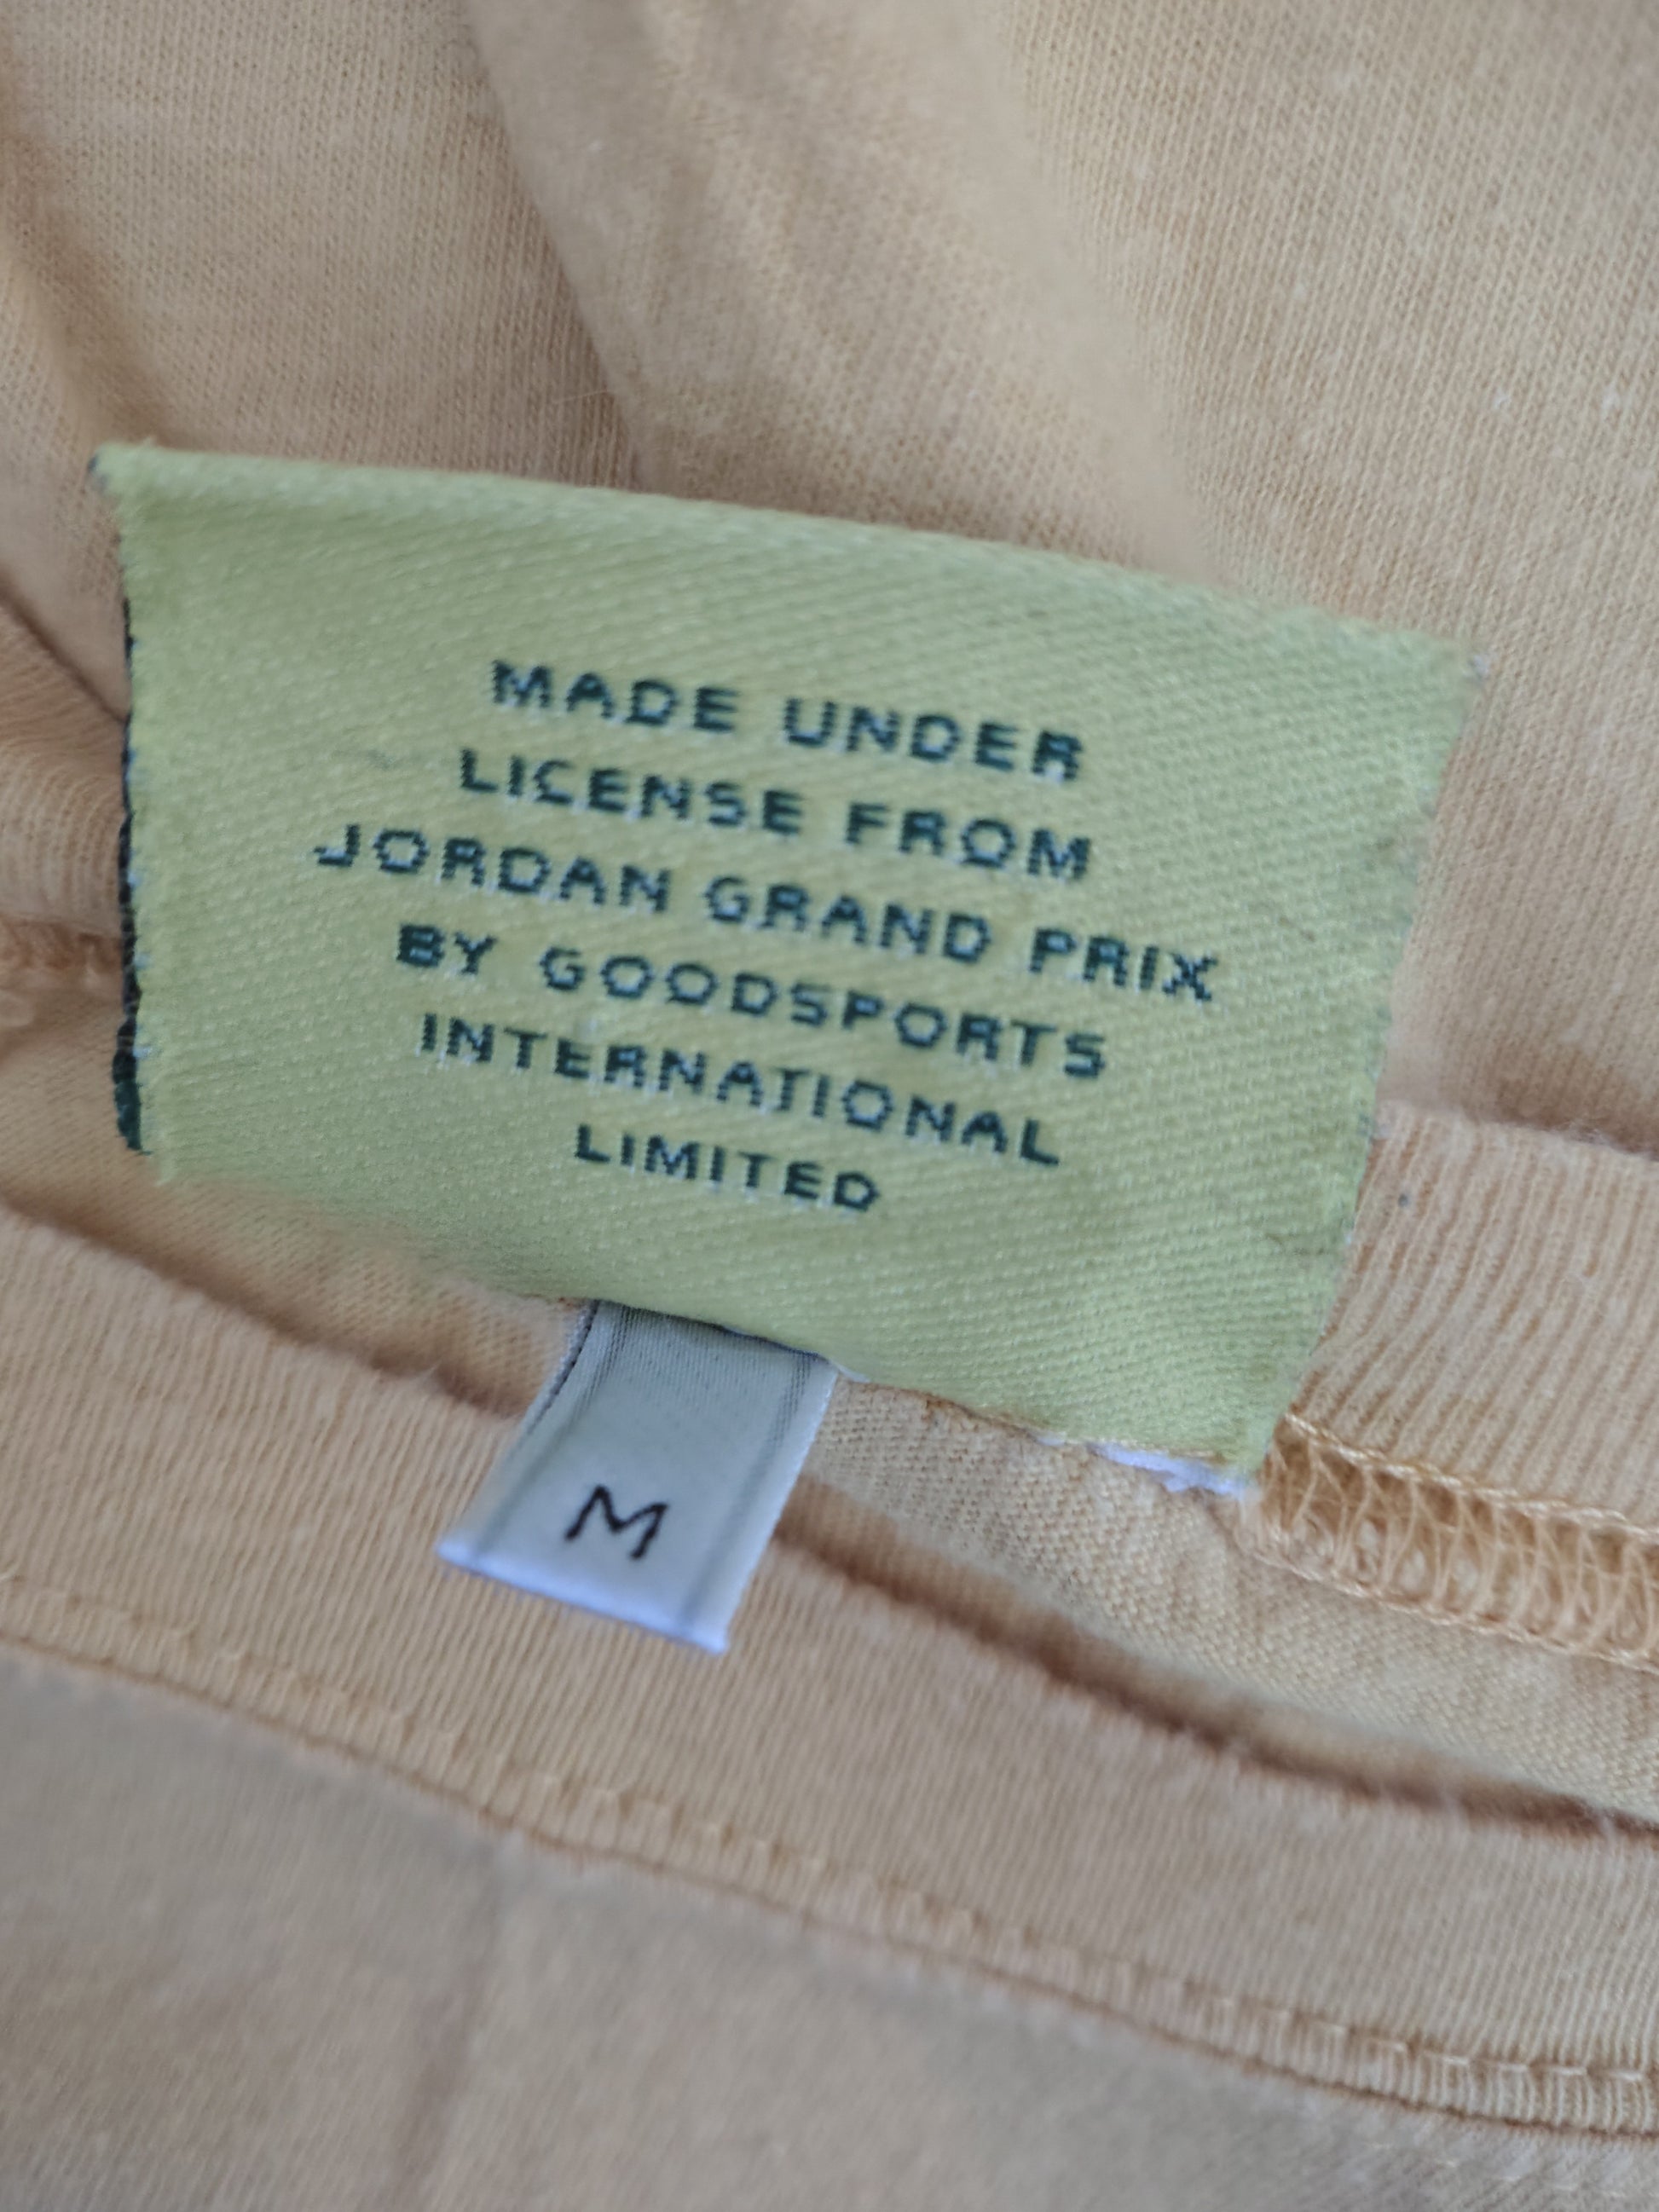 MADE UNDER
LICENSE FROM
JORDAN GRAND PRIX
BY GOODSPORTS
INTERNATIONAL
LIMITED
M